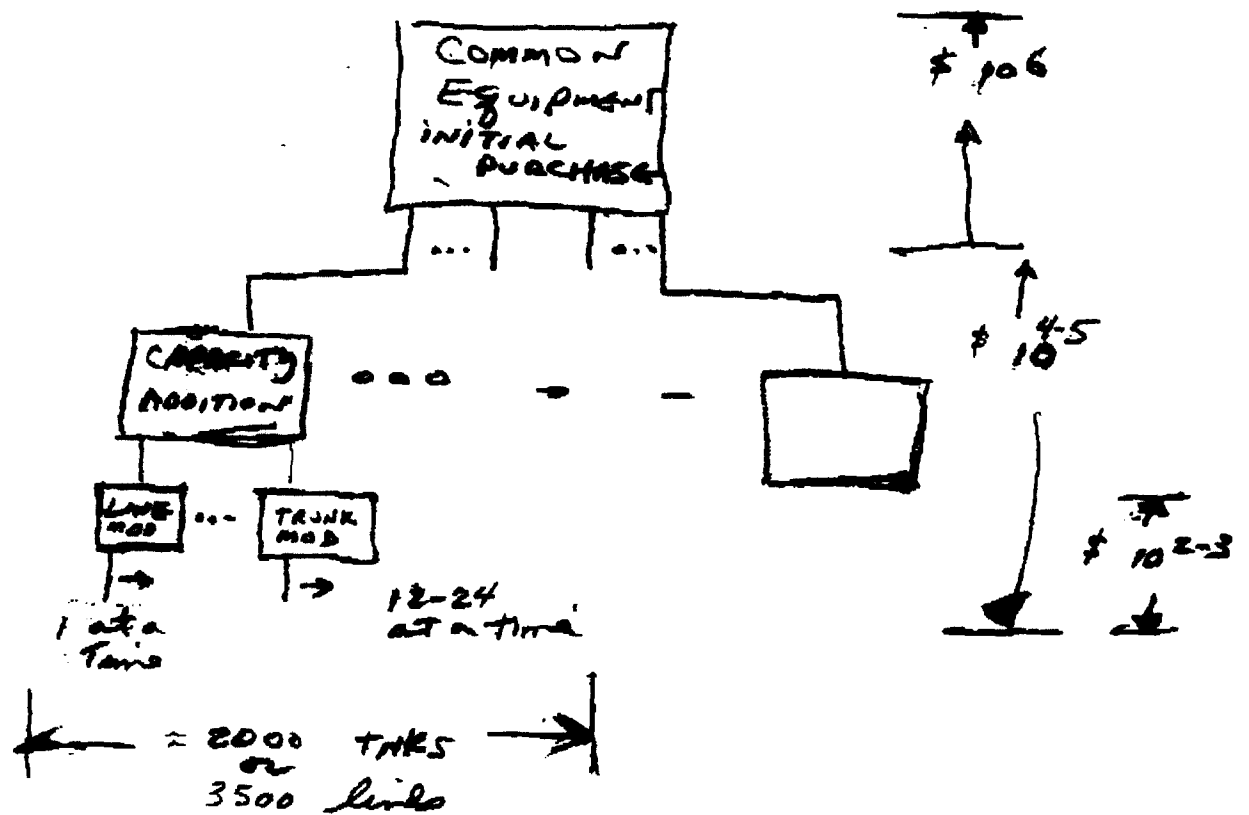 COMMON
EQUIPMENT
INITIAL
PURCHASE
...
...
$ 10 6
$ 10 4-5
CAPACITY
ADDITION
LINE
MOD
...
TRUNK
MOD
$ 10 2-3
1 at a
Time
12-24
at a time
≈ 2000 TNKS
or
3500 lines